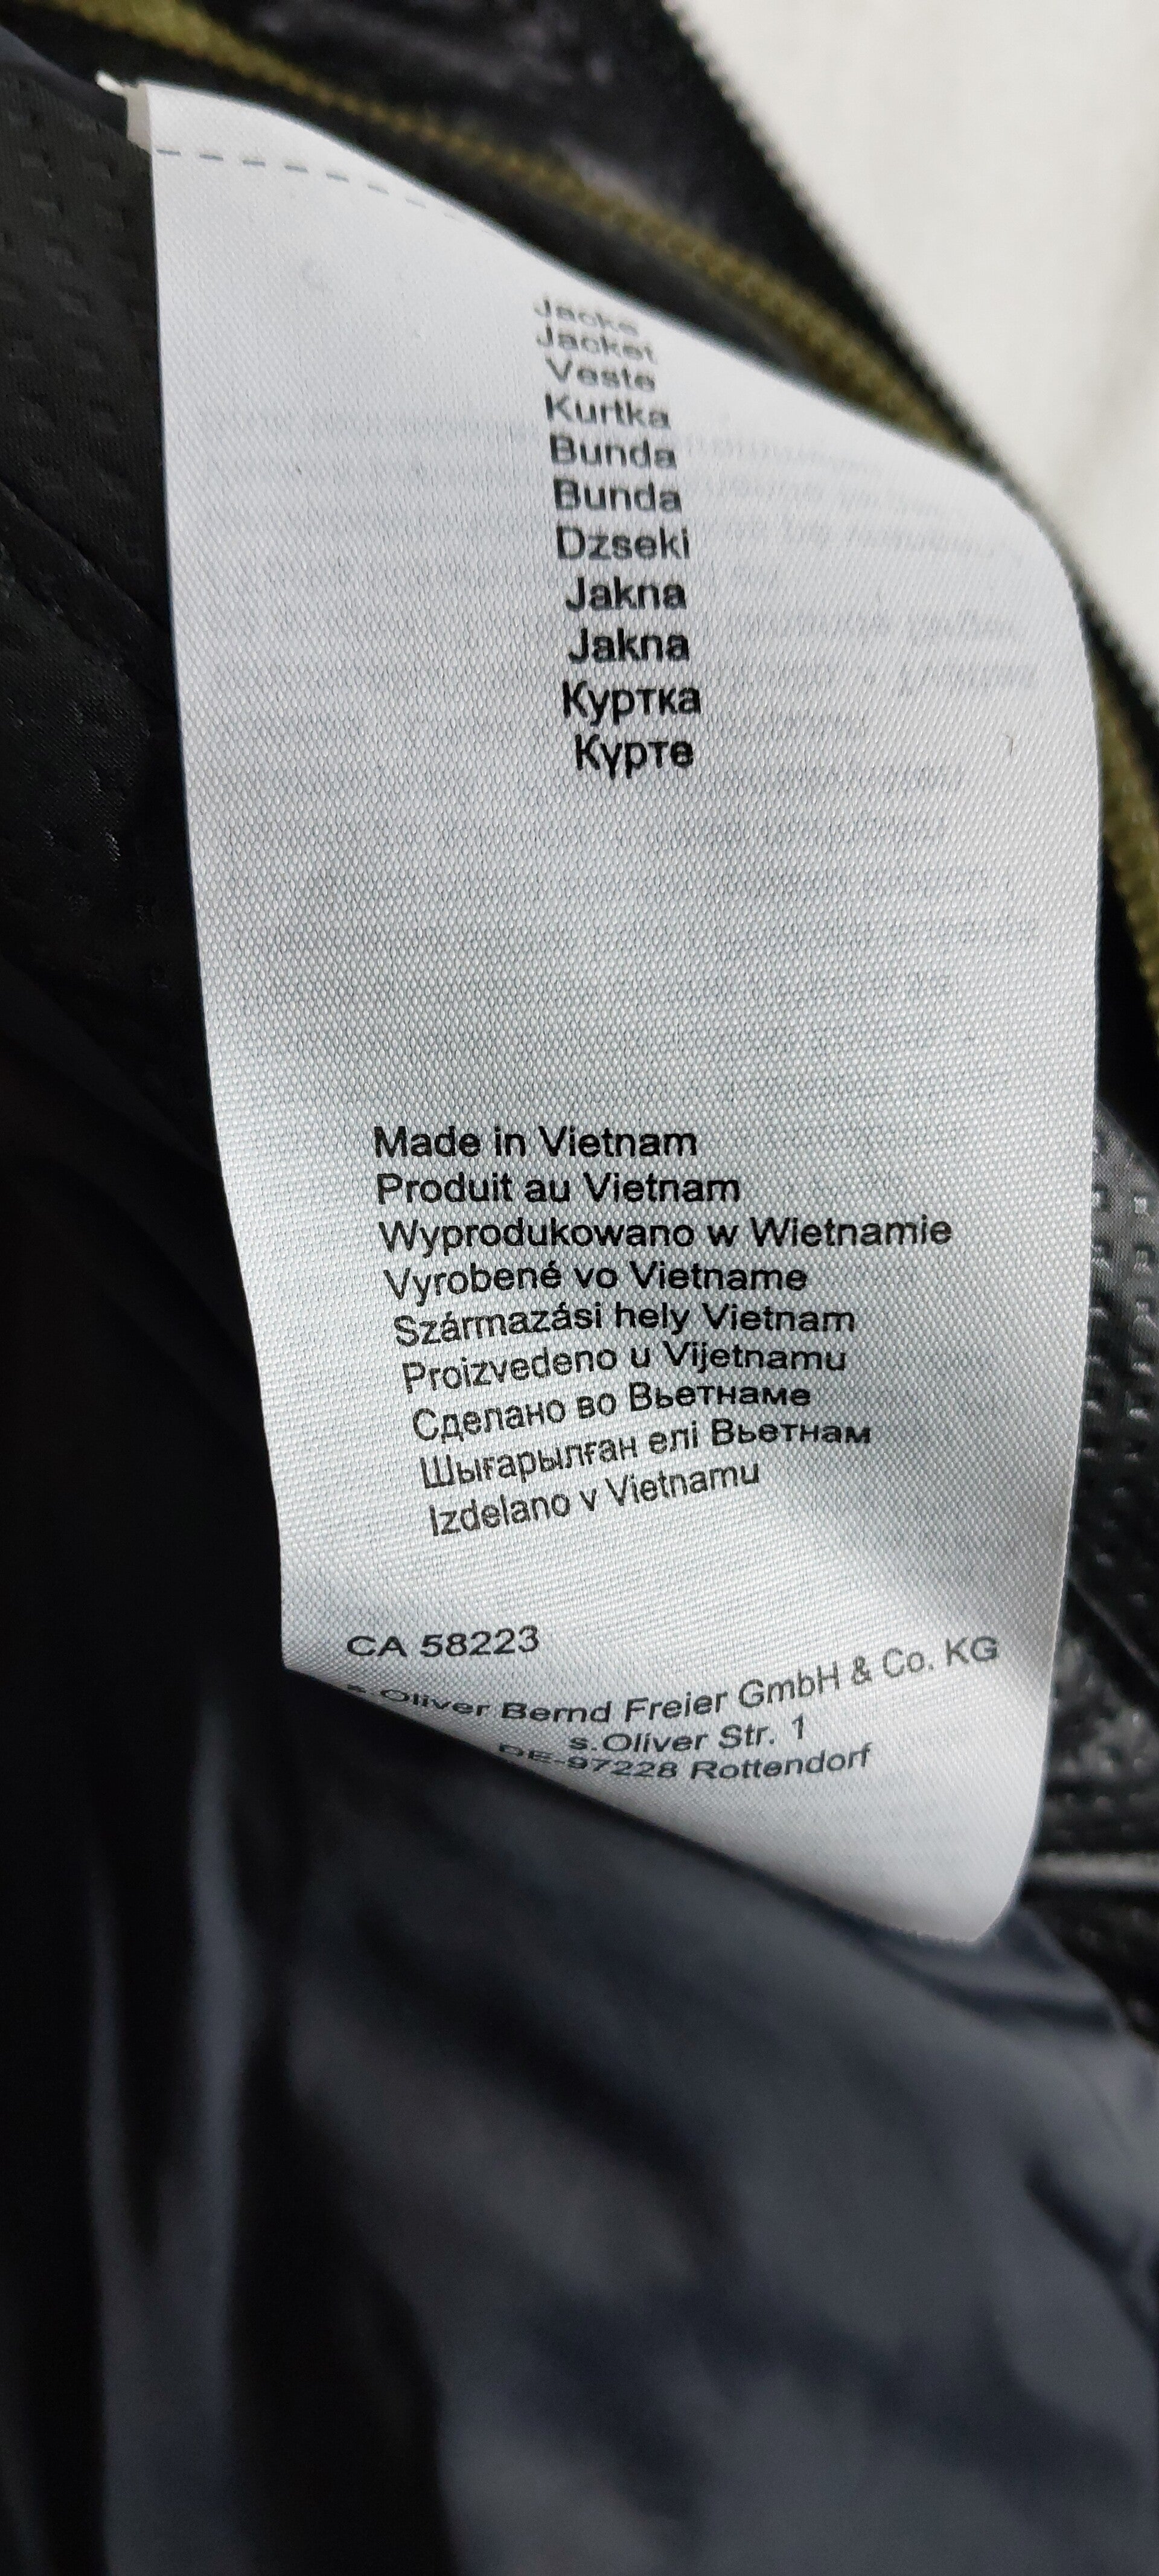 Jacke
Jacket
Veste
Kurtka
Bunda
Bunda
Dzseki
Jakna
Jakna
Куртка
Күрте
Made in Vietnam
Produit au Vietnam
Wyprodukowano w Wietnamie
Vyrobené vo Vietname
Származási hely Vietnam
Proizvedeno u Vijetnamu
Сделано во Вьетнаме
Шығарылған елі Вьетнам
Izdelano v Vietnamu
CA 58223
s.Oliver Bernd Freier GmbH & Co. KG
s.Oliver Str. 1
DE-97228 Rottendorf